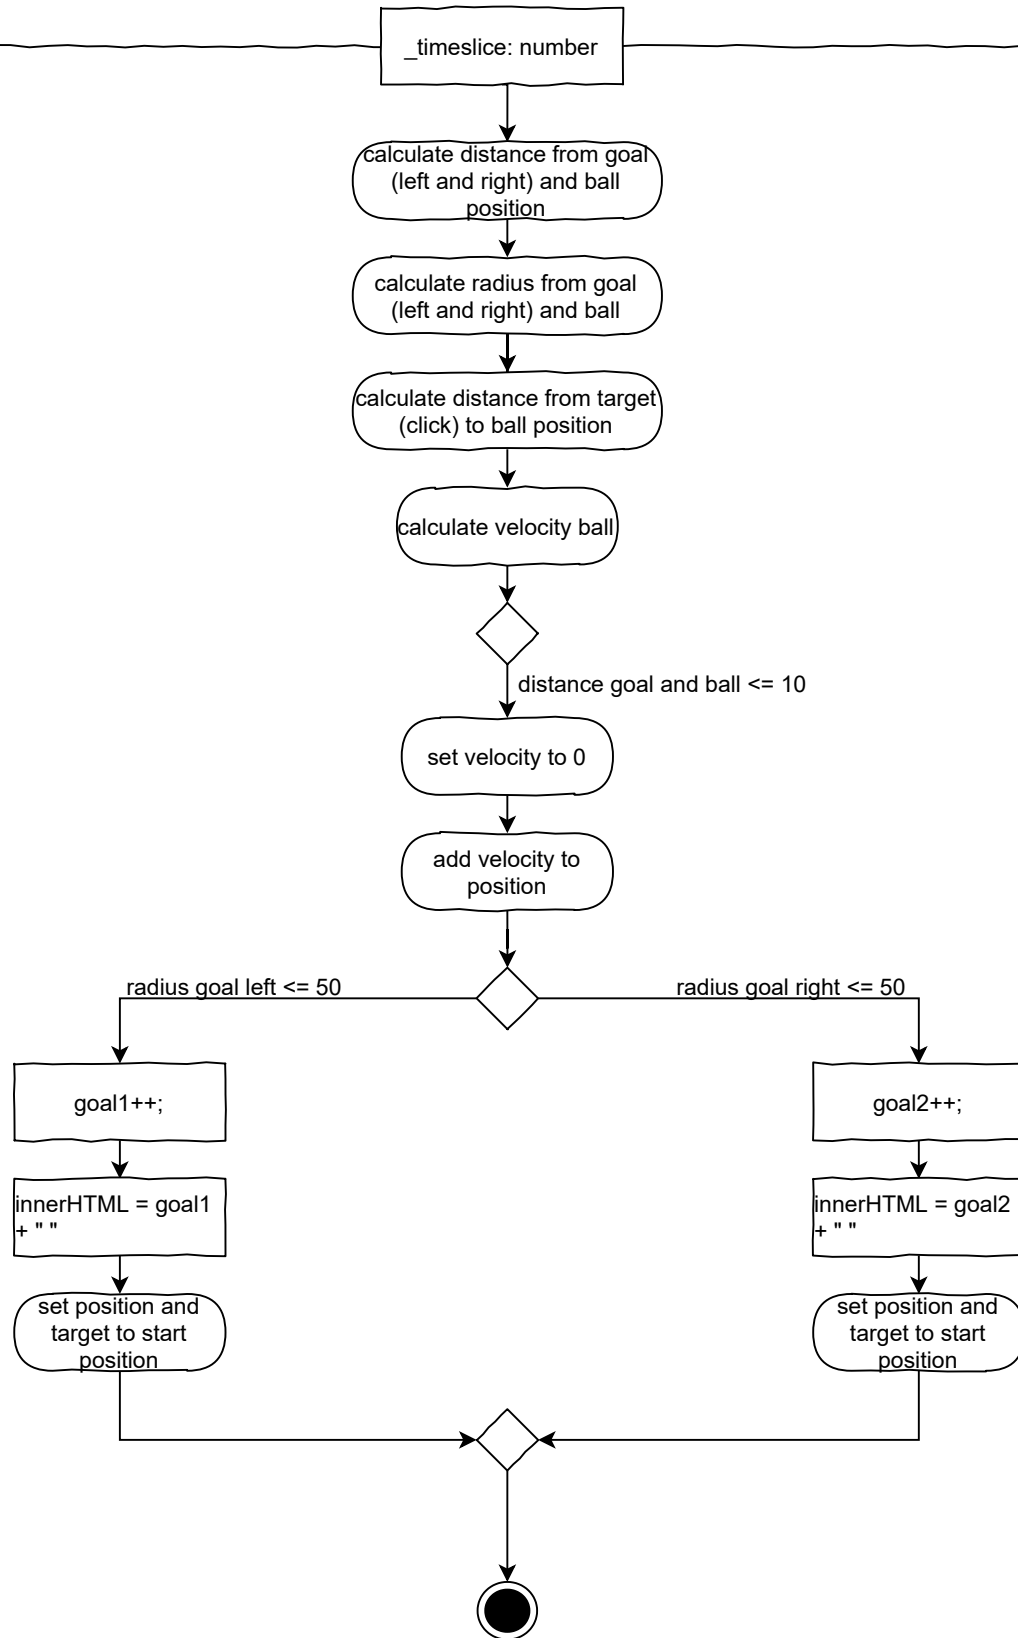 _timeslice: number
calculate distance from goal
(left and right) and ball
position
calculate radius from goal
(left and right) and ball
calculate distance from target
(click) to ball position
calculate velocity ball
distance goal and ball <= 10
set velocity to 0
add velocity to
position
radius goal left <= 50
radius goal right <= 50
goal1++;
goal2++;
innerHTML = goal1
+ " "
innerHTML = goal2
+ " "
set position and
target to start
position
set position and
target to start
position